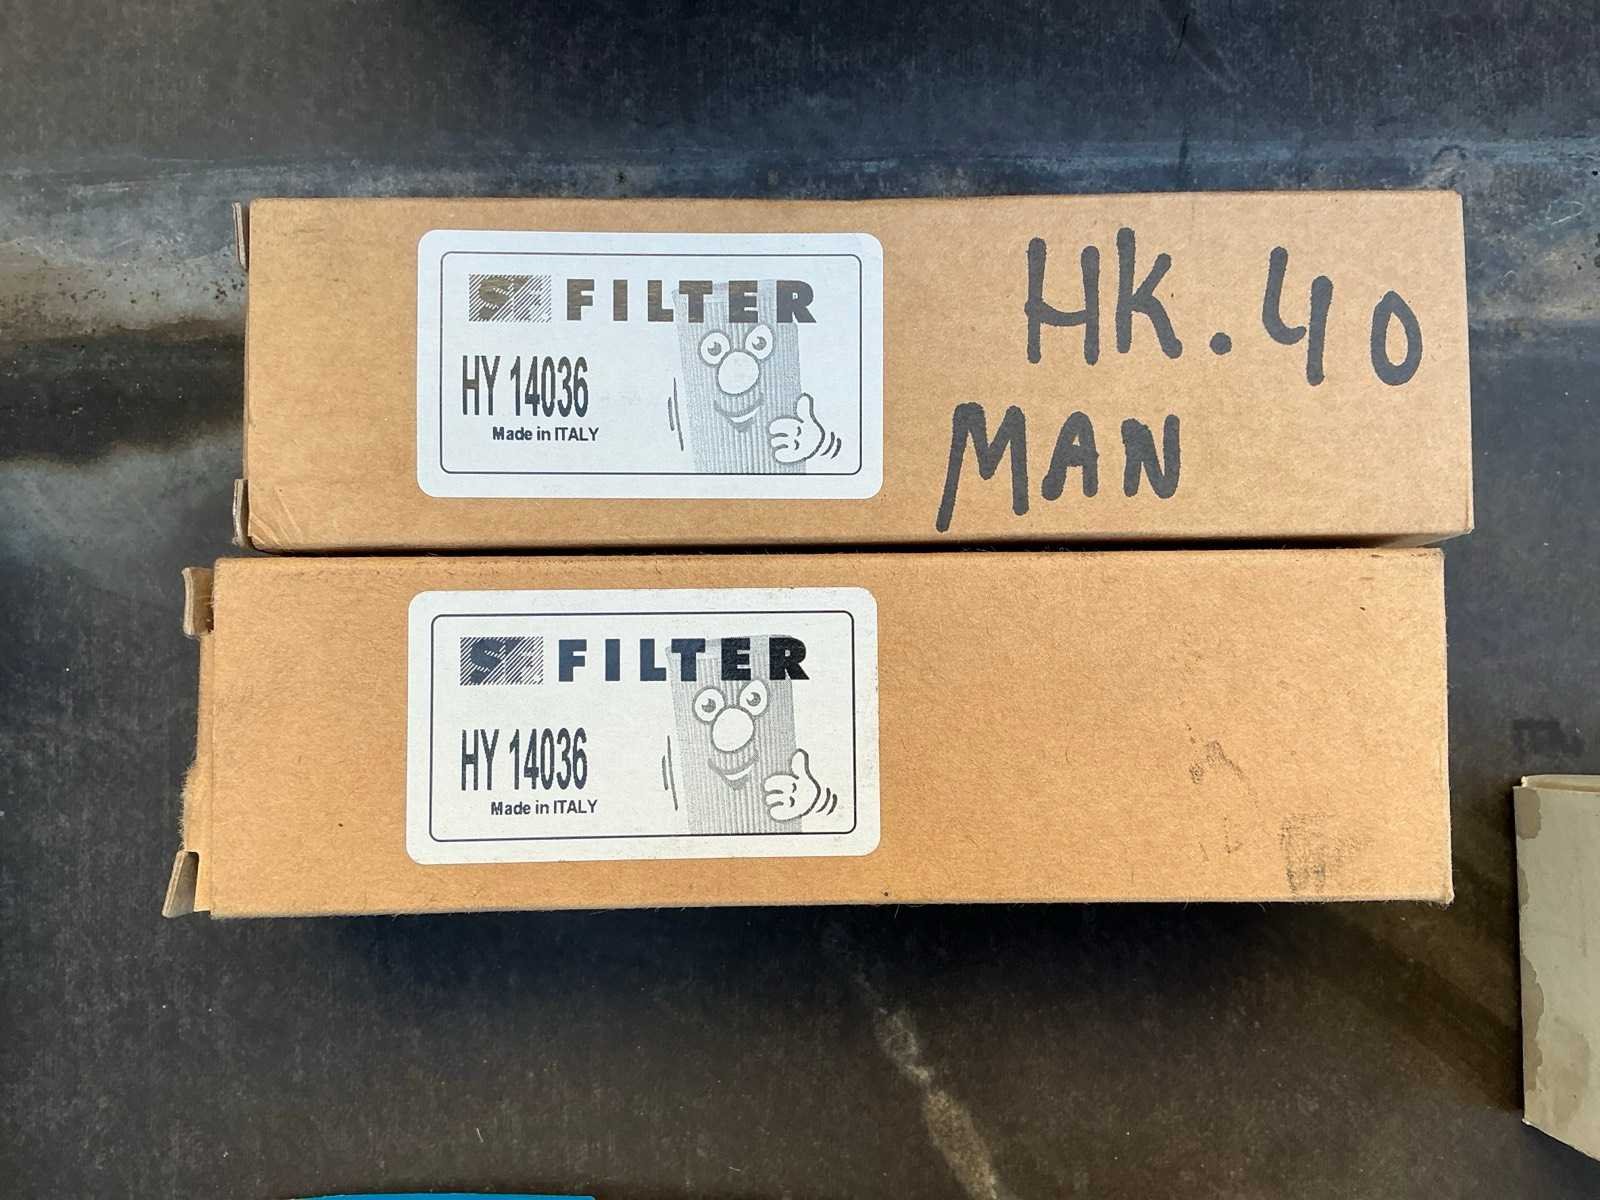 SF FILTER
HY 14036
Made in ITALY
HK.40
MAN
SF FILTER
HY 14036
Made in ITALY